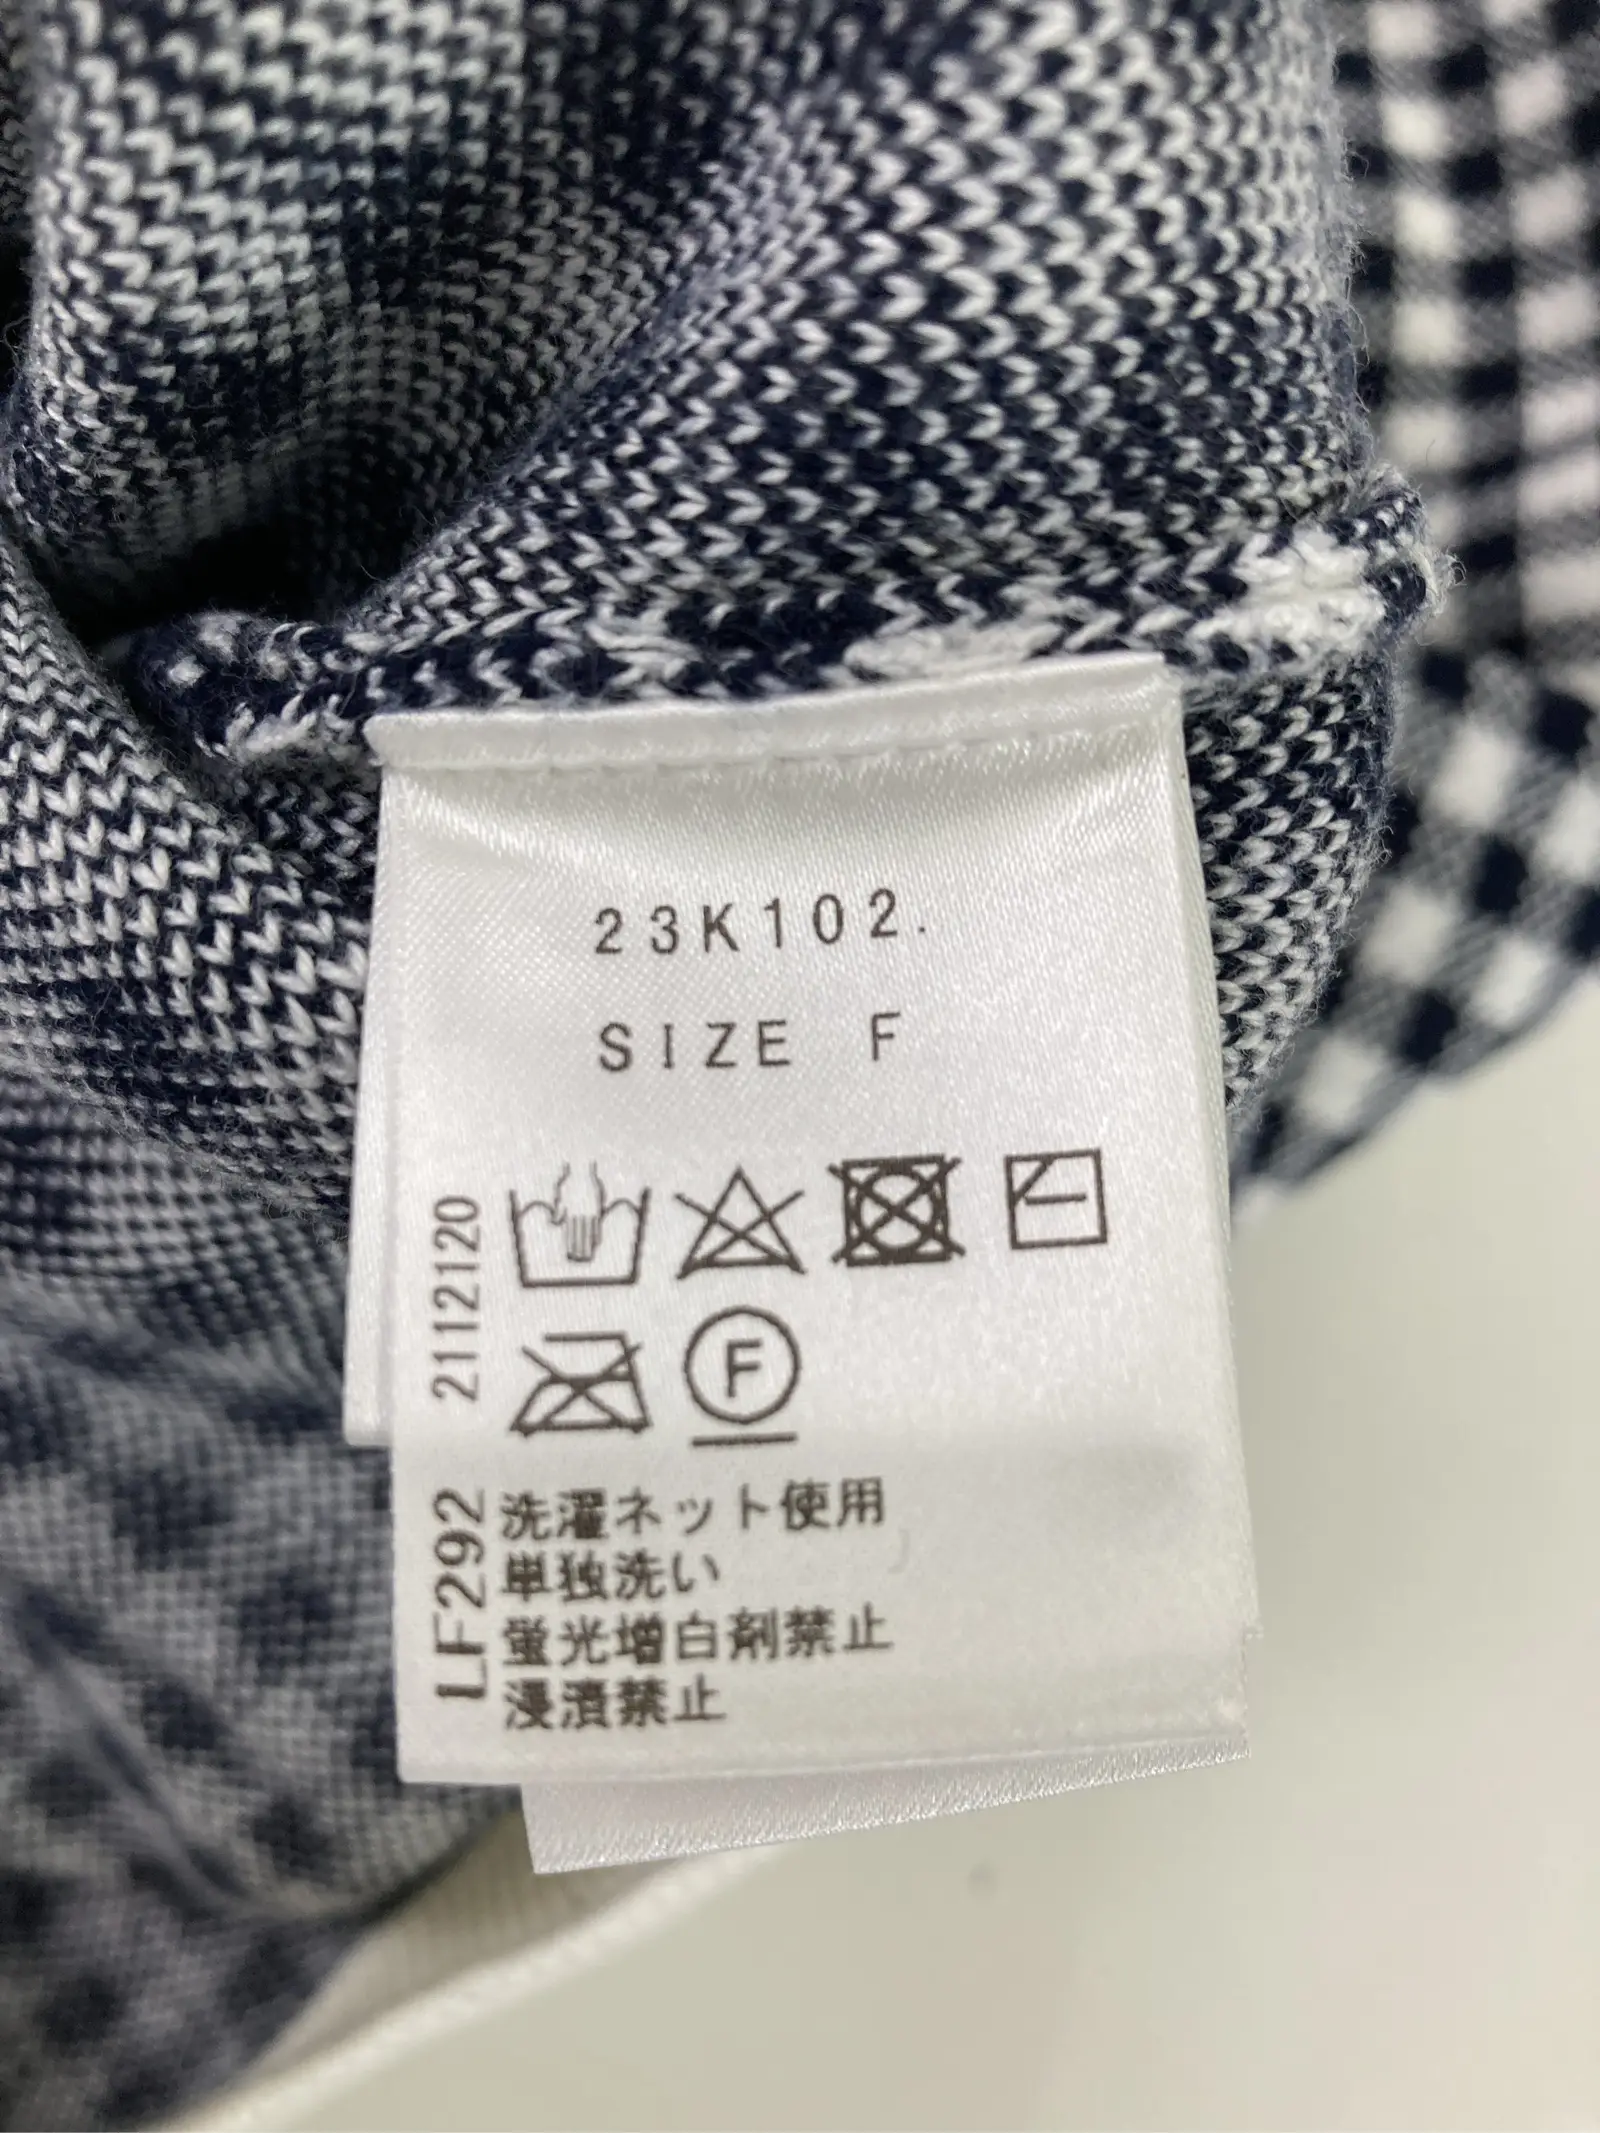 23K102.
SIZE F
2112120
F
LF292
洗濯ネット使用
単独洗い
蛍光増白剤禁止
浸漬禁止